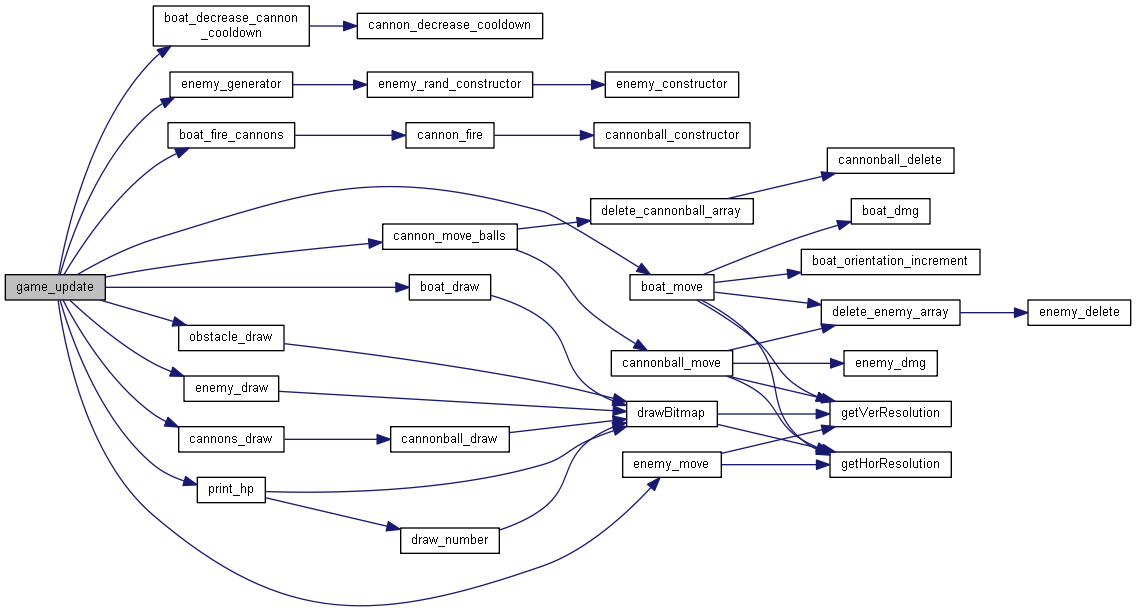 boat_decrease_cannon
_cooldown
cannon_decrease_cooldown
enemy_generator
enemy_rand_constructor
enemy_constructor
boat_fire_cannons
cannon_fire
cannonball_constructor
cannonball_delete
delete_cannonball_array
boat_dmg
cannon_move_balls
boat_orientation_increment
game_update
boat_draw
boat_move
delete_enemy_array
enemy_delete
obstacle_draw
cannonball_move
enemy_dmg
enemy_draw
drawBitmap
getVerResolution
cannons_draw
cannonball_draw
enemy_move
getHorResolution
print_hp
draw_number